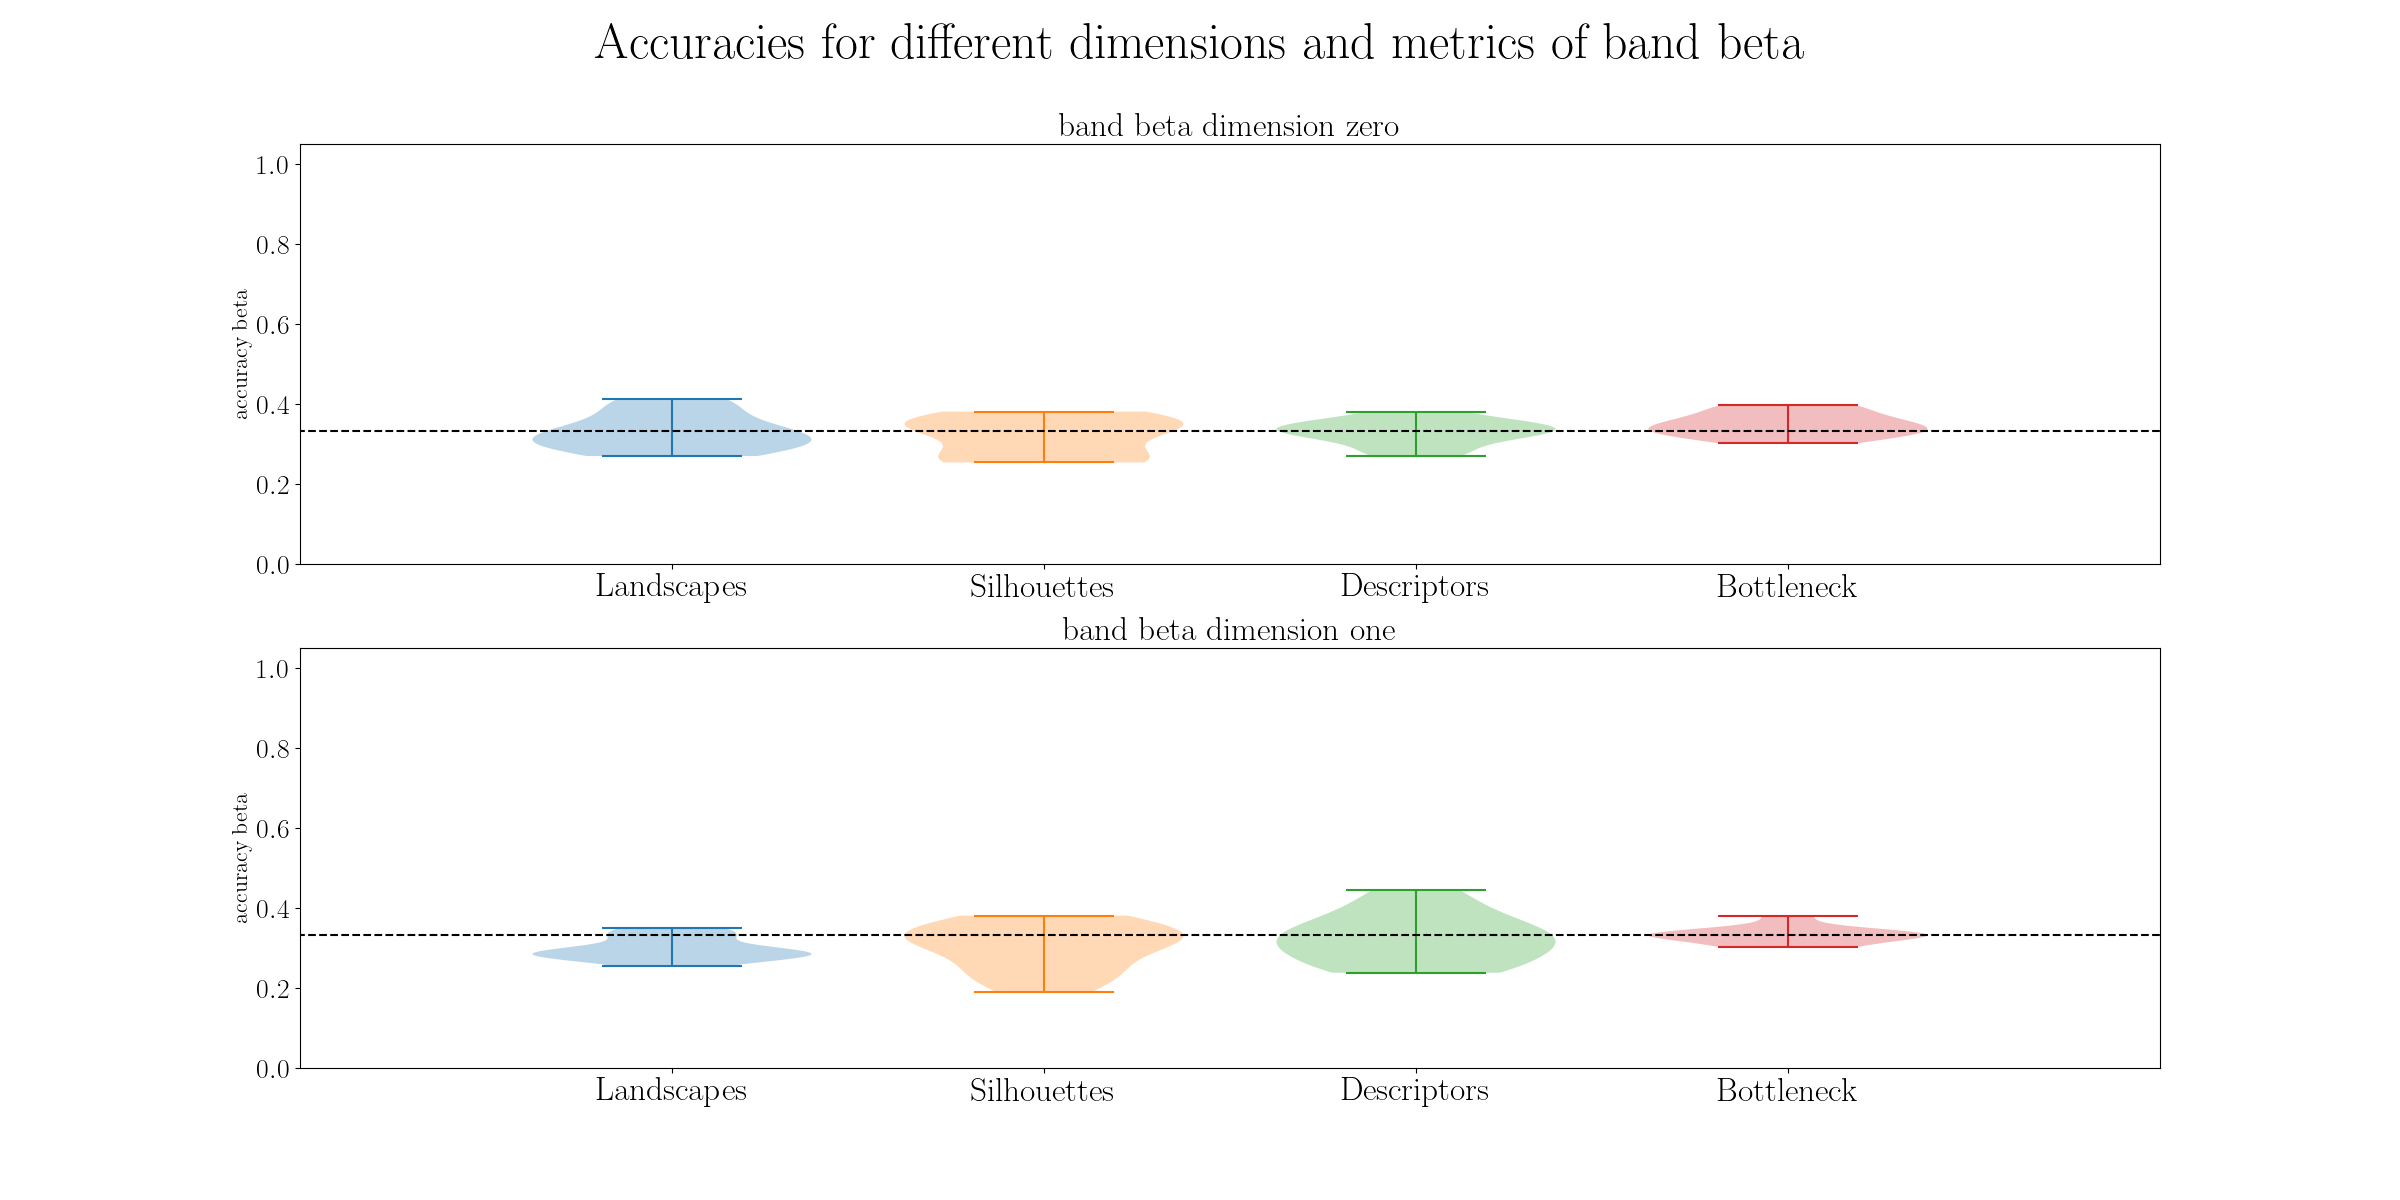 Accuracies for different dimensions and metrics of band beta
band beta dimension zero
accuracy beta
1.0
0.8
0.6
0.4
0.2
0.0
Landscapes Silhouettes Descriptors Bottleneck
band beta dimension one
accuracy beta
1.0
0.8
0.6
0.4
0.2
0.0
Landscapes Silhouettes Descriptors Bottleneck